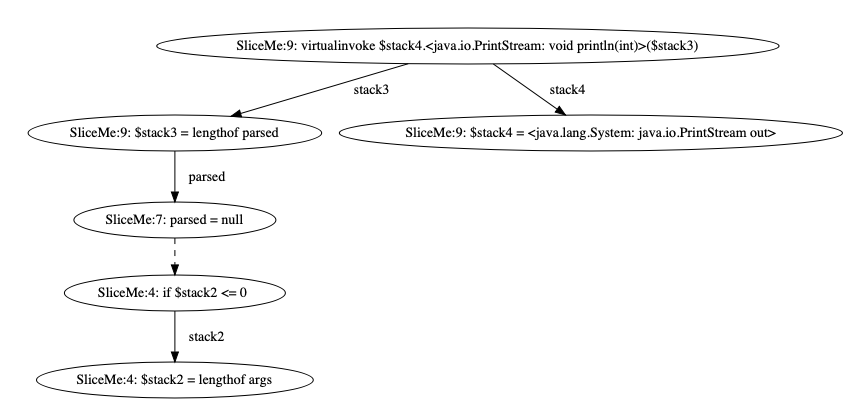 SliceMe:9: virtualinvoke $stack4.<java.io.PrintStream: void println(int)>($stack3)
stack3
stack4
SliceMe:9: $stack3 = lengthof parsed
SliceMe:9: $stack4 = <java.lang.System: java.io.PrintStream out>
parsed
SliceMe:7: parsed = null
SliceMe:4: if $stack2 <= 0
stack2
SliceMe:4: $stack2 = lengthof args